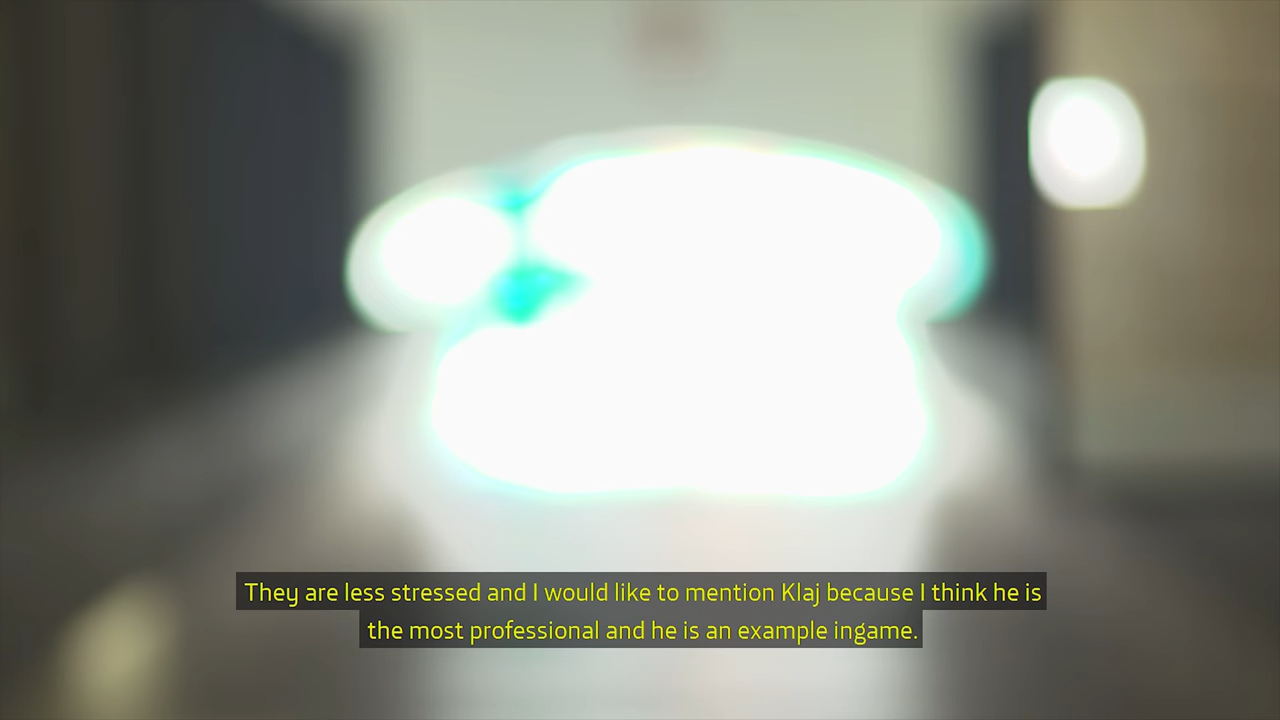 They are less stressed and I would like to mention Klaj because I think he is
the most professional and he is an example ingame.